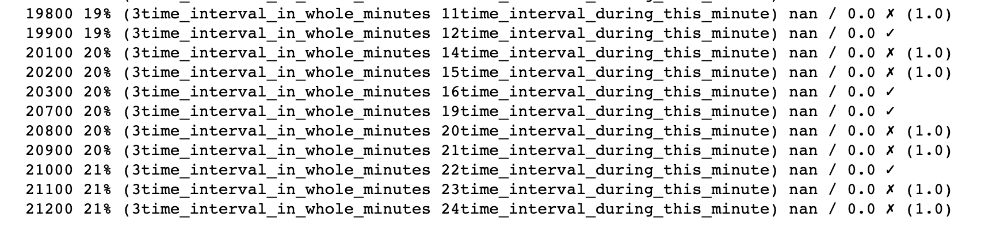 19800 19% (3time_interval_in_whole_minutes 11time_interval_during_this_minute) nan / 0.0 ✗ (1.0)
19900 19% (3time_interval_in_whole_minutes 12time_interval_during_this_minute) nan / 0.0 ✓
20100 20% (3time_interval_in_whole_minutes 14time_interval_during_this_minute) nan / 0.0 ✗ (1.0)
20200 20% (3time_interval_in_whole_minutes 15time_interval_during_this_minute) nan / 0.0 ✗ (1.0)
20300 20% (3time_interval_in_whole_minutes 16time_interval_during_this_minute) nan / 0.0 ✓
20700 20% (3time_interval_in_whole_minutes 19time_interval_during_this_minute) nan / 0.0 ✓
20800 20% (3time_interval_in_whole_minutes 20time_interval_during_this_minute) nan / 0.0 ✗ (1.0)
20900 20% (3time_interval_in_whole_minutes 21time_interval_during_this_minute) nan / 0.0 ✗ (1.0)
21000 21% (3time_interval_in_whole_minutes 22time_interval_during_this_minute) nan / 0.0 ✓
21100 21% (3time_interval_in_whole_minutes 23time_interval_during_this_minute) nan / 0.0 ✗ (1.0)
21200 21% (3time_interval_in_whole_minutes 24time_interval_during_this_minute) nan / 0.0 ✗ (1.0)